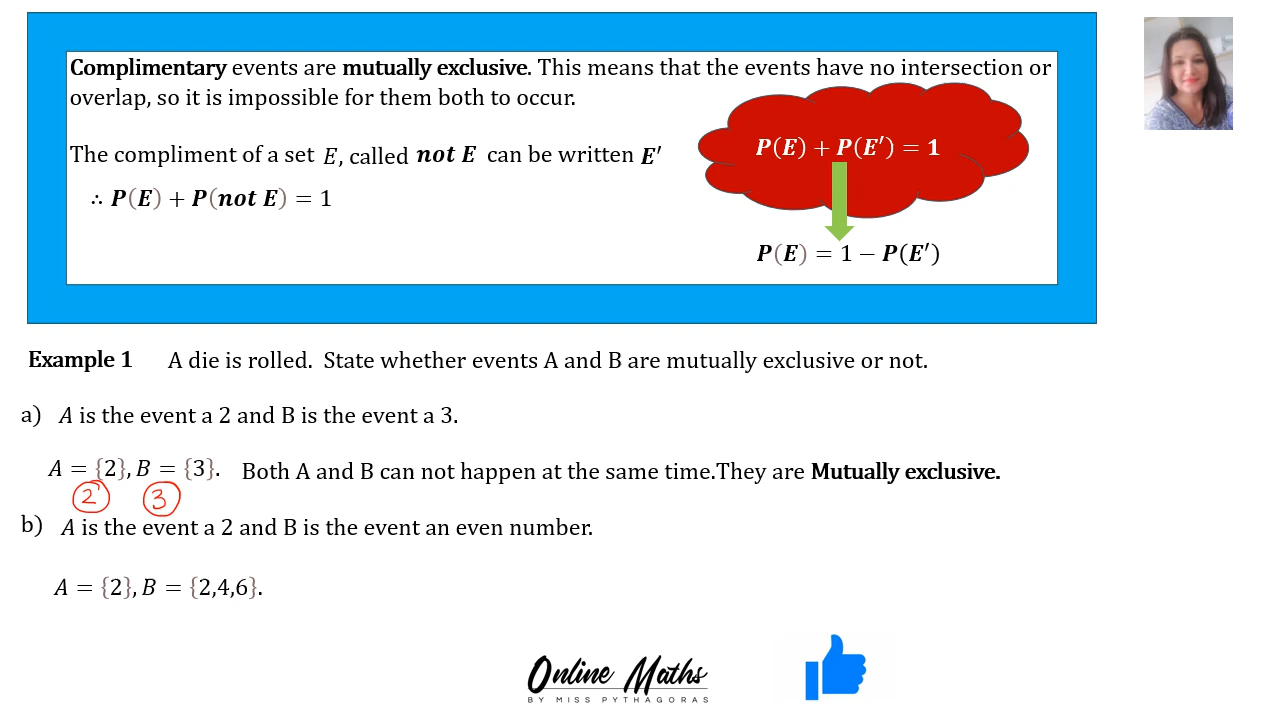 Complimentary events are mutually exclusive. This means that the events have no intersection or
overlap, so it is impossible for them both to occur.
The compliment of a set E, called not E can be written E′
∴ P(E) + P(not E) = 1
P(E) + P(E′) = 1
P(E) = 1 − P(E′)
Example 1 A die is rolled. State whether events A and B are mutually exclusive or not.
a) A is the event a 2 and B is the event a 3.
A = {2}, B = {3}. Both A and B can not happen at the same time.They are Mutually exclusive.
2 3
b) A is the event a 2 and B is the event an even number.
A = {2}, B = {2,4,6}.
Online Maths
BY MISS PYTHAGORAS